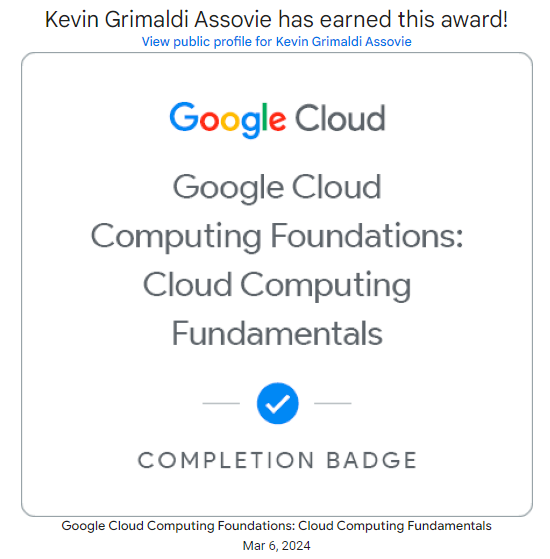 Kevin Grimaldi Assovie has earned this award!
View public profile for Kevin Grimaldi Assovie
Google Cloud
Google Cloud
Computing Foundations:
Cloud Computing
Fundamentals
COMPLETION BADGE
Google Cloud Computing Foundations: Cloud Computing Fundamentals
Mar 6, 2024